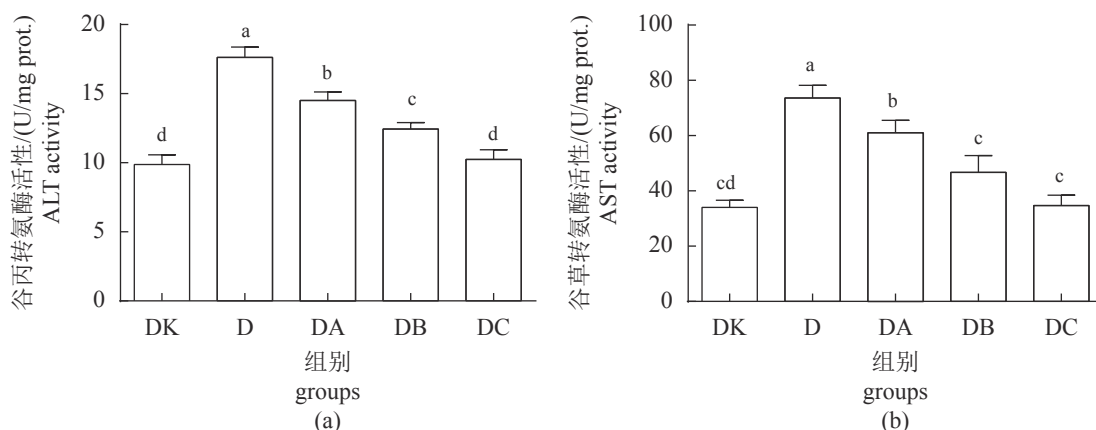 谷丙转氨酶活性/(U/mg prot.)
ALT activity
20
15
10
5
0
d
a
b
c
d
DK D DA DB DC
组别
groups
(a)
谷草转氨酶活性/(U/mg prot.)
AST activity
100
80
60
40
20
0
cd
a
b
c
c
DK D DA DB DC
组别
groups
(b)